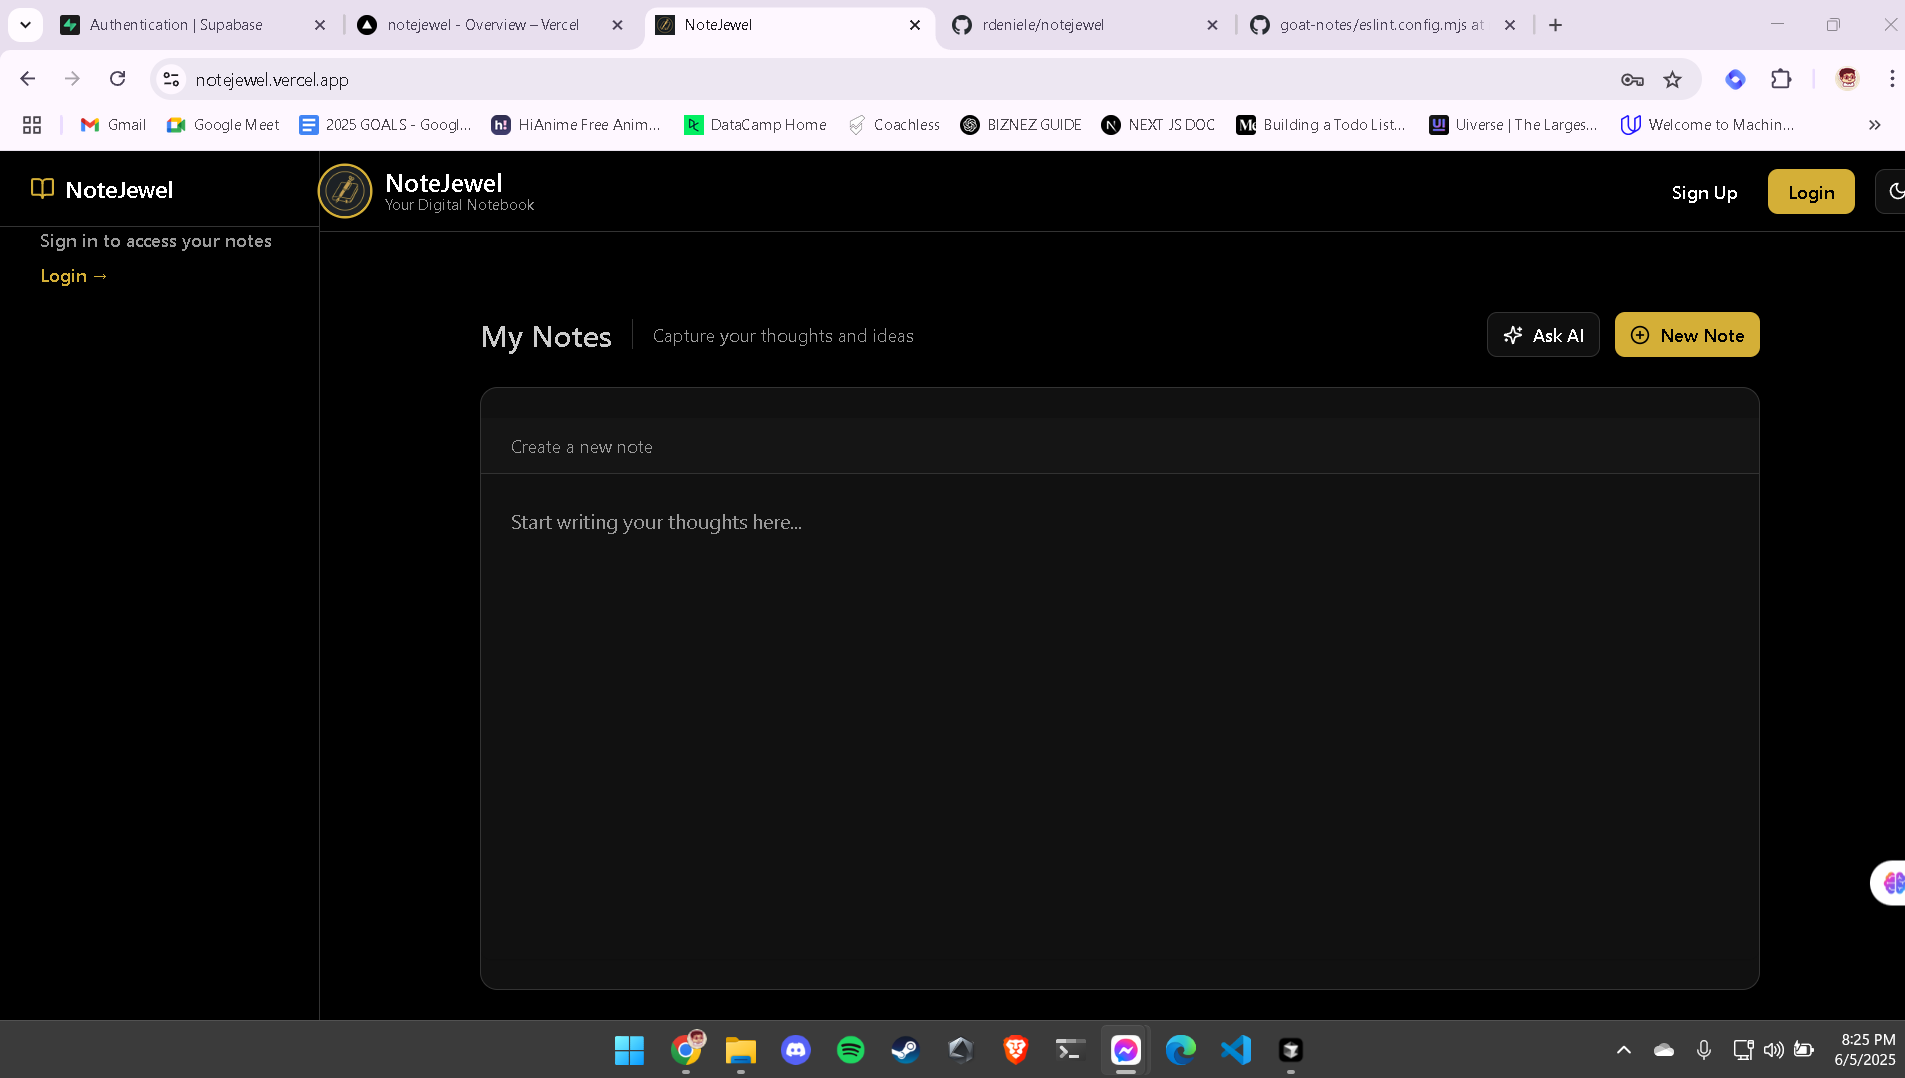 Authentication | Supabase
notejewel - Overview – Vercel
NoteJewel
rdeniele/notejewel
goat-notes/eslint.config.mjs at
notejewel.vercel.app
Gmail
Google Meet
2025 GOALS - Googl...
HiAnime Free Anim...
DataCamp Home
Coachless
BIZNEZ GUIDE
NEXT JS DOC
Building a Todo List...
Uiverse | The Larges...
Welcome to Machin...
NoteJewel
NoteJewel
Your Digital Notebook
Sign Up
Login
Sign in to access your notes
Login →
My Notes
Capture your thoughts and ideas
Ask AI
New Note
Create a new note
Start writing your thoughts here...
8:25 PM
6/5/2025